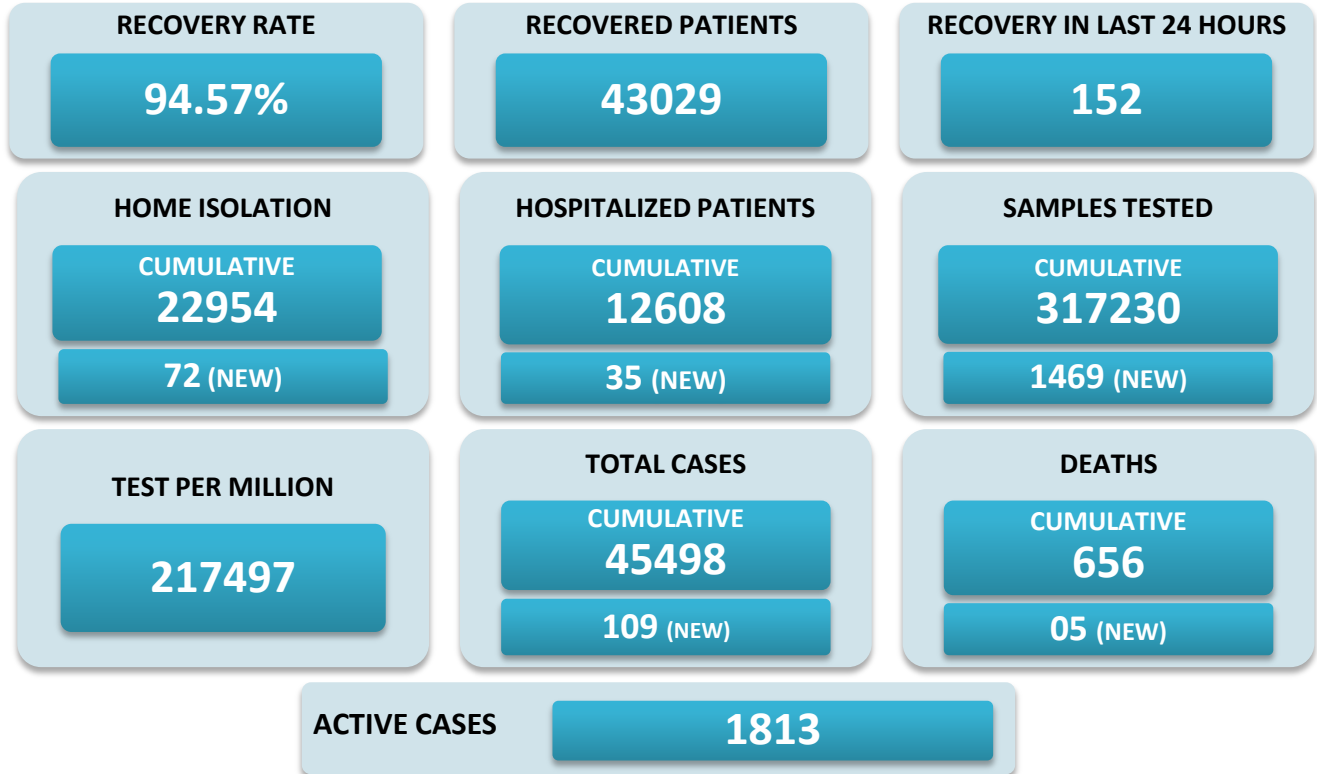 RECOVERY RATE
94.57%
RECOVERED PATIENTS
43029
RECOVERY IN LAST 24 HOURS
152
HOME ISOLATION
CUMULATIVE
22954
72 (NEW)
HOSPITALIZED PATIENTS
CUMULATIVE
12608
35 (NEW)
SAMPLES TESTED
CUMULATIVE
317230
1469 (NEW)
TEST PER MILLION
217497
TOTAL CASES
CUMULATIVE
45498
109 (NEW)
DEATHS
CUMULATIVE
656
05 (NEW)
ACTIVE CASES
1813